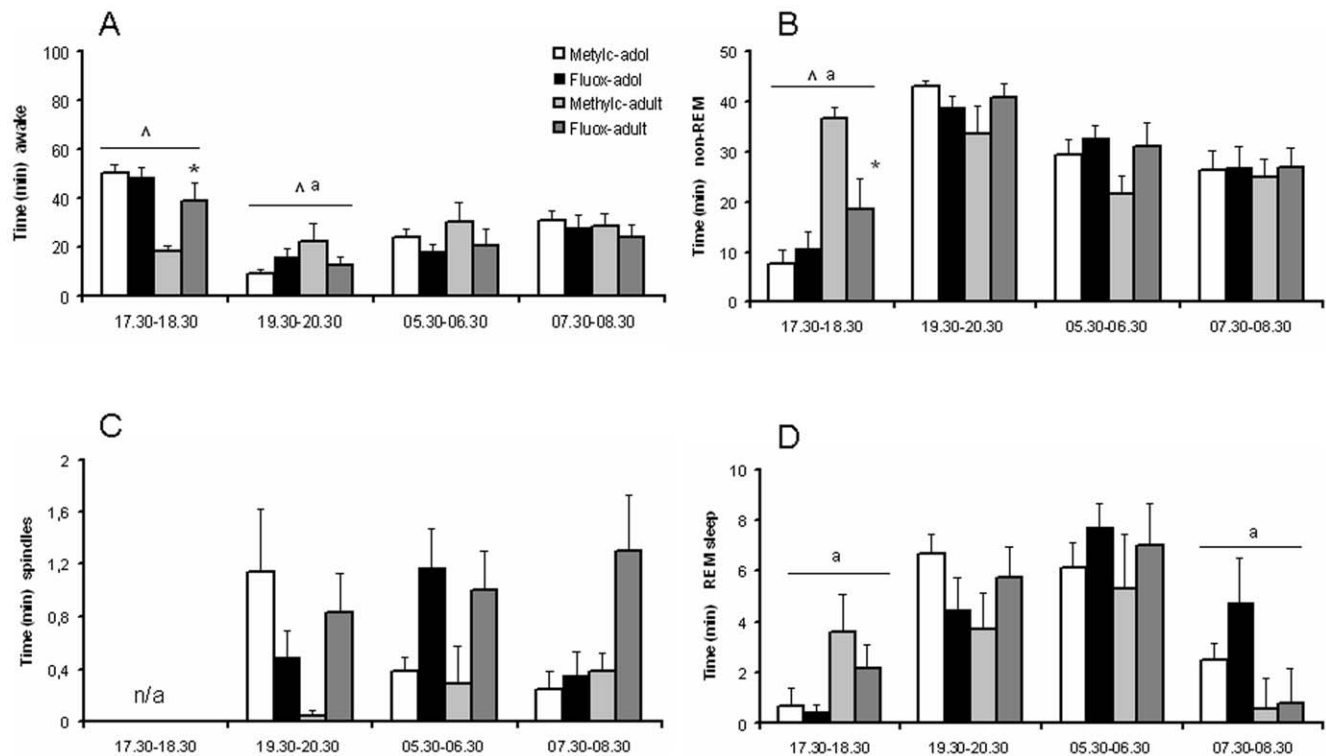 A
Time (min) awake
100
80
60
40
20
0
^
*
^ a
Metylc-adol
Fluox-adol
Methylc-adult
Fluox-adult
17.30-18.30 19.30-20.30 05.30-06.30 07.30-08.30
B
Time (min) non-REM
50
40
30
20
10
0
^ a
*
17.30-18.30 19.30-20.30 05.30-06.30 07.30-08.30
C
Time (min) spindles
2
1,6
1,2
0,8
0,4
0
n/a
17.30-18.30 19.30-20.30 05.30-06.30 07.30-08.30
D
Time (min) REM sleep
10
8
6
4
2
0
a
a
17.30-18.30 19.30-20.30 05.30-06.30 07.30-08.30